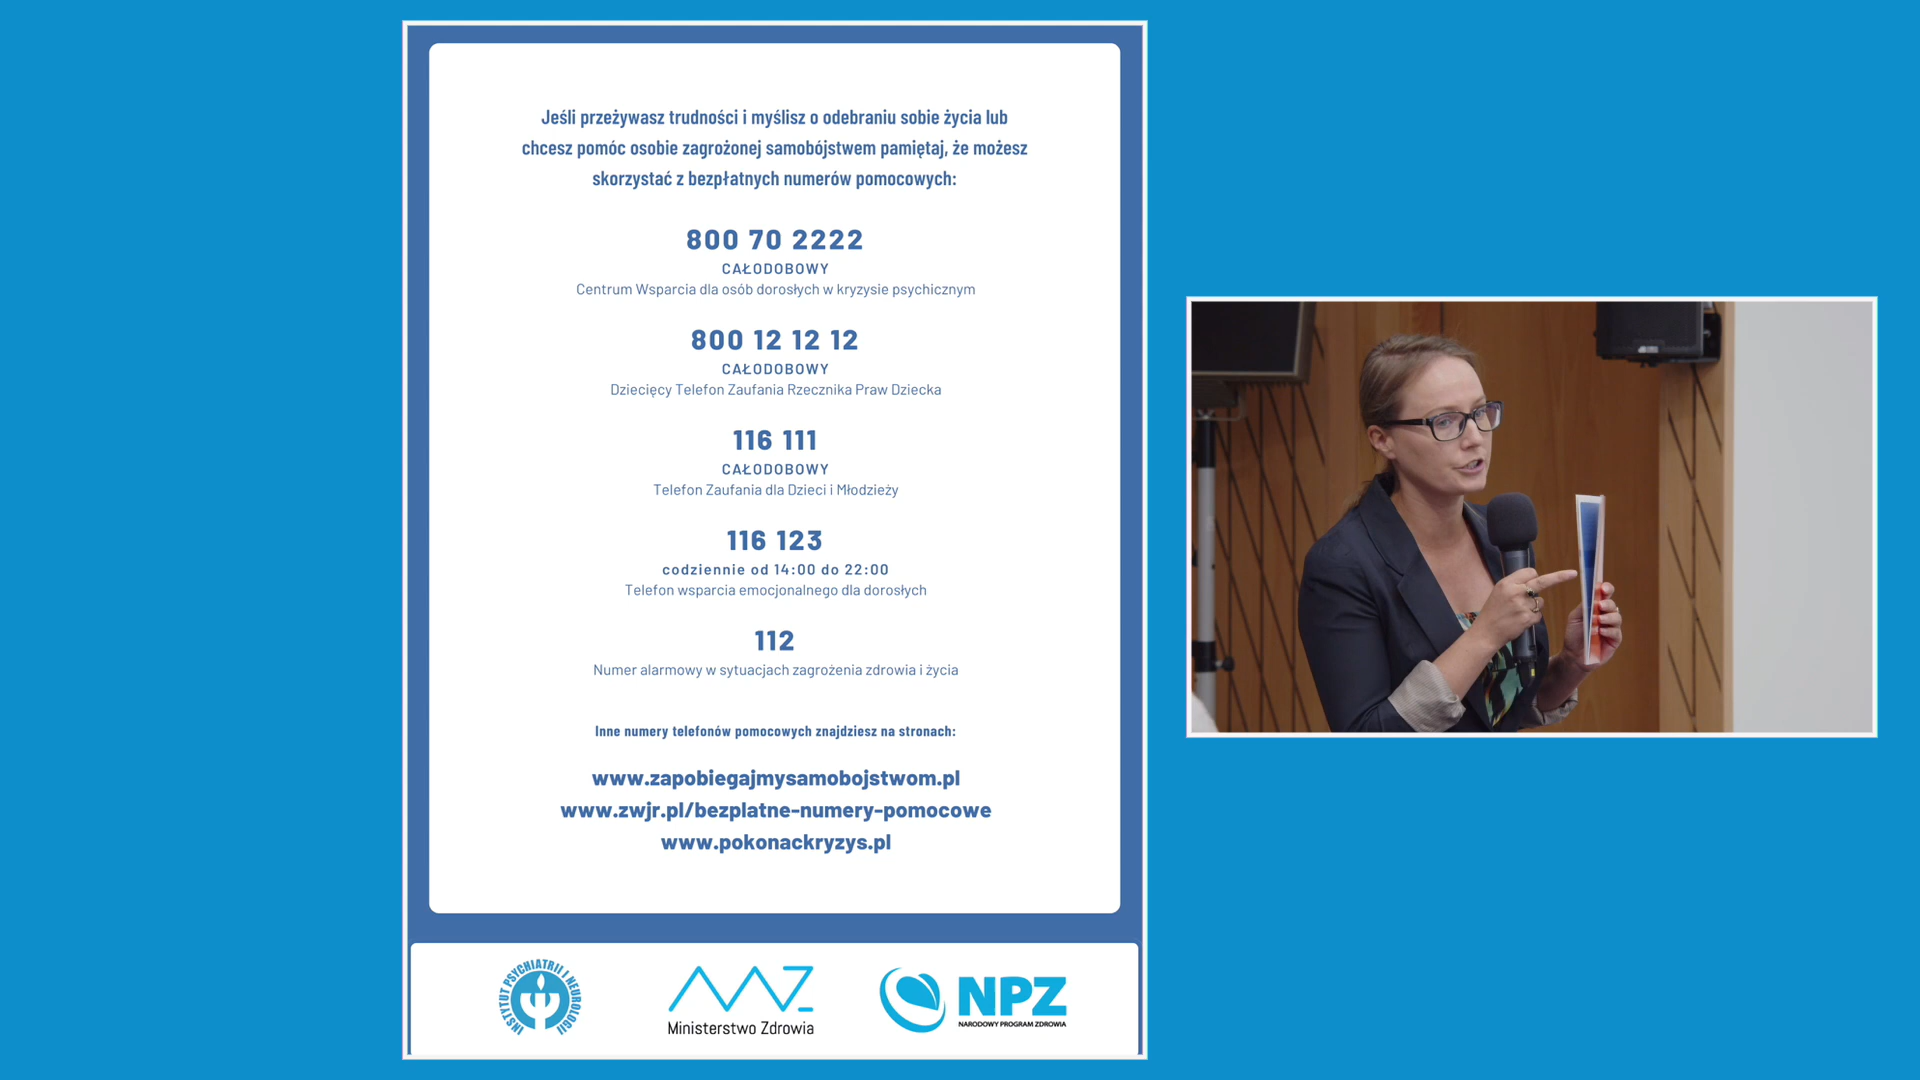 Jeśli przeżywasz trudności i myślisz o odebraniu sobie życia lub
chcesz pomóc osobie zagrożonej samobójstwem pamiętaj, że możesz
skorzystać z bezpłatnych numerów pomocowych:
800 70 2222
CAŁODOBOWY
Centrum Wsparcia dla osób dorosłych w kryzysie psychicznym
800 12 12 12
CAŁODOBOWY
Dziecięcy Telefon Zaufania Rzecznika Praw Dziecka
116 111
CAŁODOBOWY
Telefon Zaufania dla Dzieci i Młodzieży
116 123
codziennie od 14:00 do 22:00
Telefon wsparcia emocjonalnego dla dorosłych
112
Numer alarmowy w sytuacjach zagrożenia zdrowia i życia
Inne numery telefonów pomocowych znajdziesz na stronach:
www.zapobiegajmysamobojstwom.pl
www.zwjr.pl/bezplatne-numery-pomocowe
www.pokonackryzys.pl
INSTYTUT PSYCHIATRII I NEUROLOGII
Ministerstwo Zdrowia
NPZ
NARODOWY PROGRAM ZDROWIA